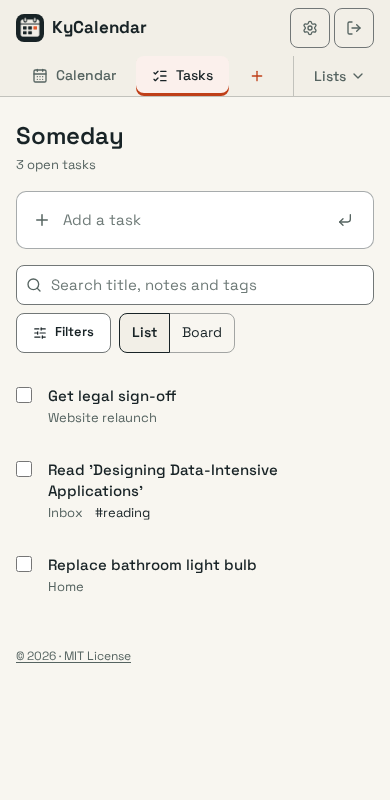 KyCalendar
Calendar
Tasks
Lists
Someday
3 open tasks
Add a task
Search title, notes and tags
Filters
List
Board
Get legal sign-off
Website relaunch
Read 'Designing Data-Intensive
Applications'
Inbox #reading
Replace bathroom light bulb
Home
© 2026 · MIT License